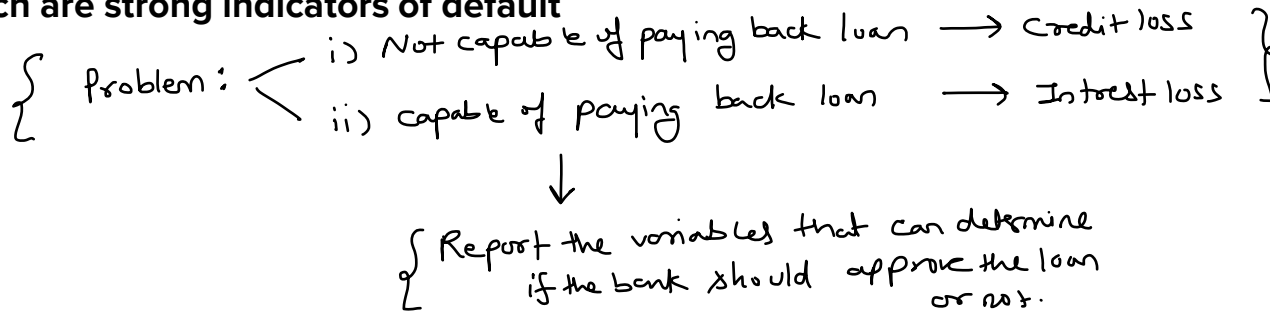 ch are strong indicators of default
Problem :
i) Not capable of paying back loan → Credit loss
ii) capable of paying back loan → Intrest loss
↓
Report the variables that can determine
if the bank should approve the loan
or not.